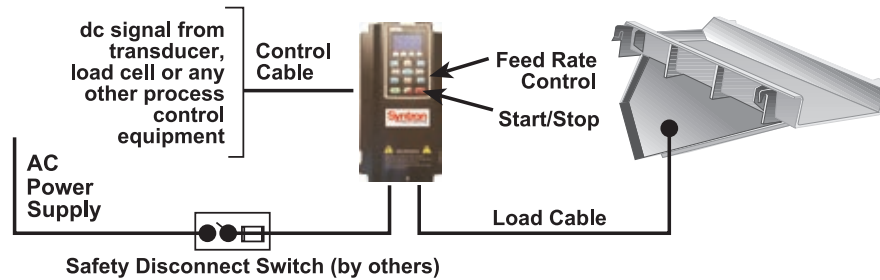 dc signal from
transducer,
load cell or any
other process
control
equipment
Control
Cable
Feed Rate
Control
Start/Stop
Syntron
AC
Power
Supply
Load Cable
Safety Disconnect Switch (by others)